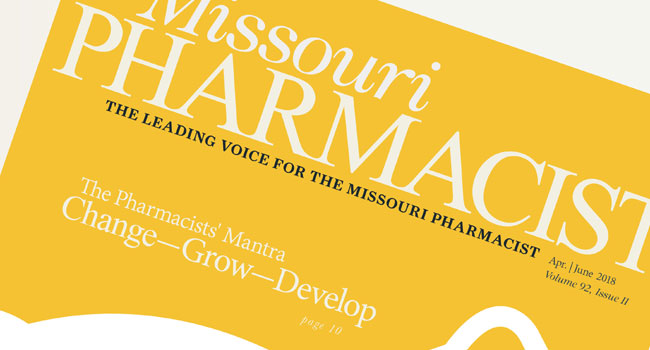 Missouri
PHARMACIST
THE LEADING VOICE FOR THE MISSOURI PHARMACIST
Apr. | June 2018
Volume 92, Issue II
The Pharmacists' Mantra
Change—Grow—Develop
page 10